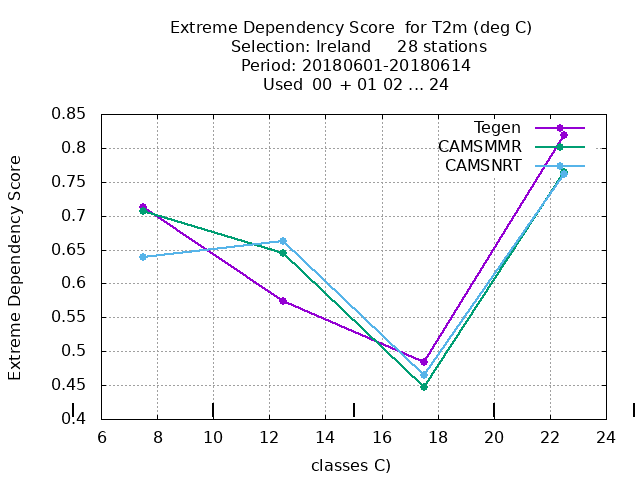 Extreme Dependency Score  for T2m (deg C)
Selection: Ireland     28 stations
Period: 20180601-20180614
Used  00 + 01 02 ... 24
Extreme Dependency Score
0.85
0.8
0.75
0.7
0.65
0.6
0.55
0.5
0.45
0.4
Tegen
CAMSMMR
CAMSNRT
6 8 10 12 14 16 18 20 22 24
classes C)